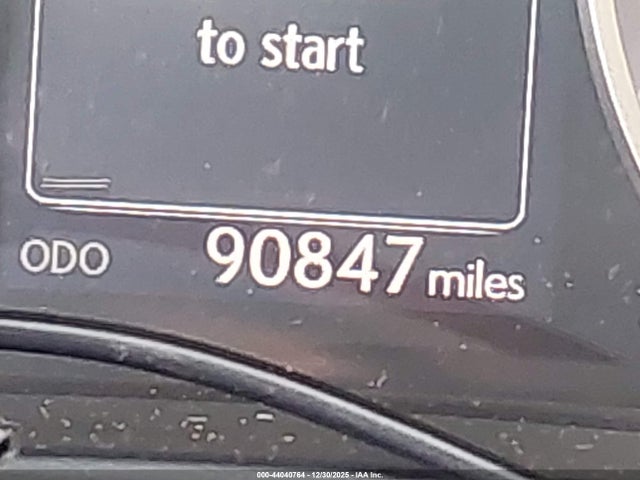 to start
ODO 90847 miles
000-44040764 - 12/30/2025 - IAA Inc.